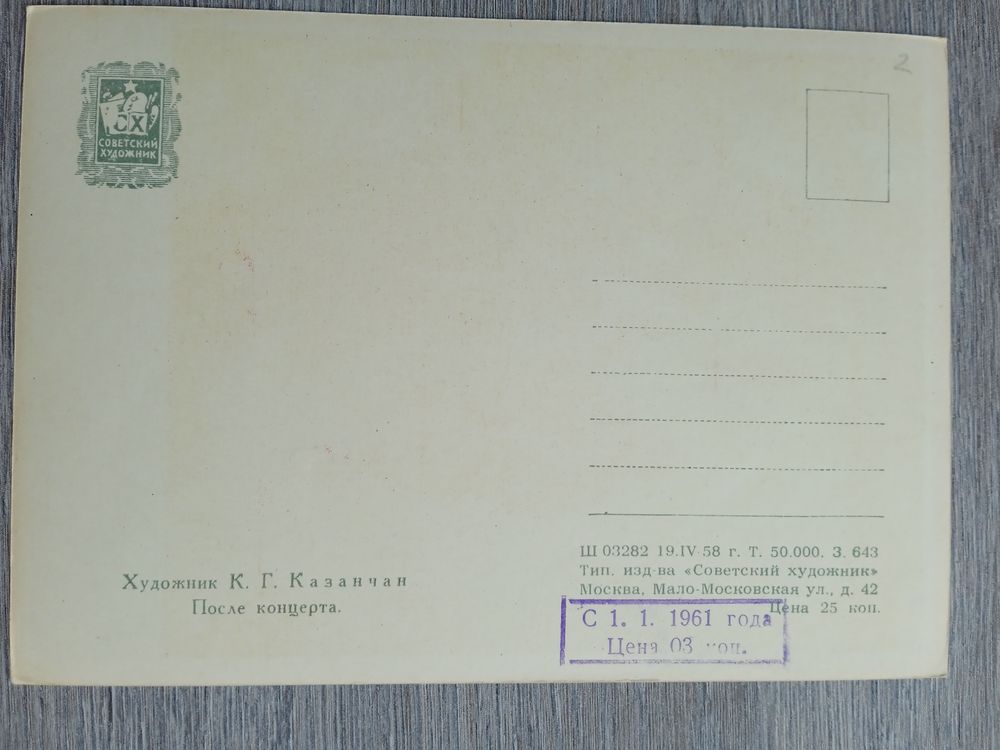 2
СХ
СОВЕТСКИЙ
ХУДОЖНИК
Художник К. Г. Казанчан
После концерта.
Ш 03282 19.IV 58 г. Т. 50.000. З. 643
Тип. изд-ва «Советский художник»
Москва, Мало-Московская ул., д. 42
Цена 25 коп.
С 1. 1. 1961 года
Цена 03 коп.